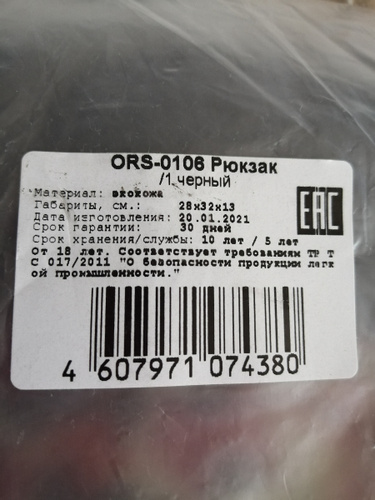 ORS-0106 Рюкзак
/1 черный
Материал: экокожа
Габариты, см.: 28x32x13
Дата изготовления: 20.01.2021
Срок гарантии: 30 дней
Срок хранения/службы: 10 лет / 5 лет
От 18 лет. Соответствует требованиям ТР Т
С 017/2011 "О безопасности продукции легк
ой промышленности."
EAC
4 607971 074380